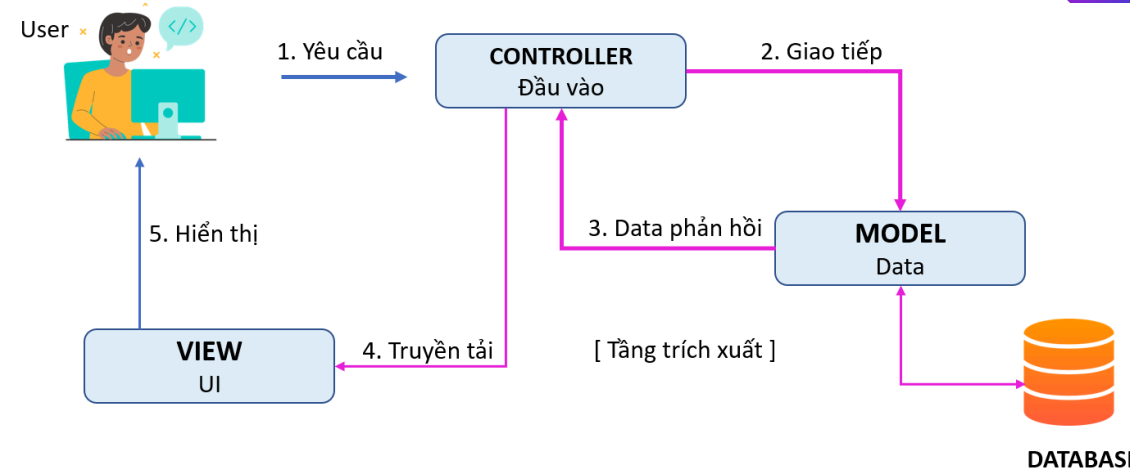 User
</>
1. Yêu cầu
CONTROLLER
Đầu vào
2. Giao tiếp
3. Data phản hồi
MODEL
Data
5. Hiển thị
VIEW
UI
4. Truyền tải
[ Tầng trích xuất ]
DATABASE